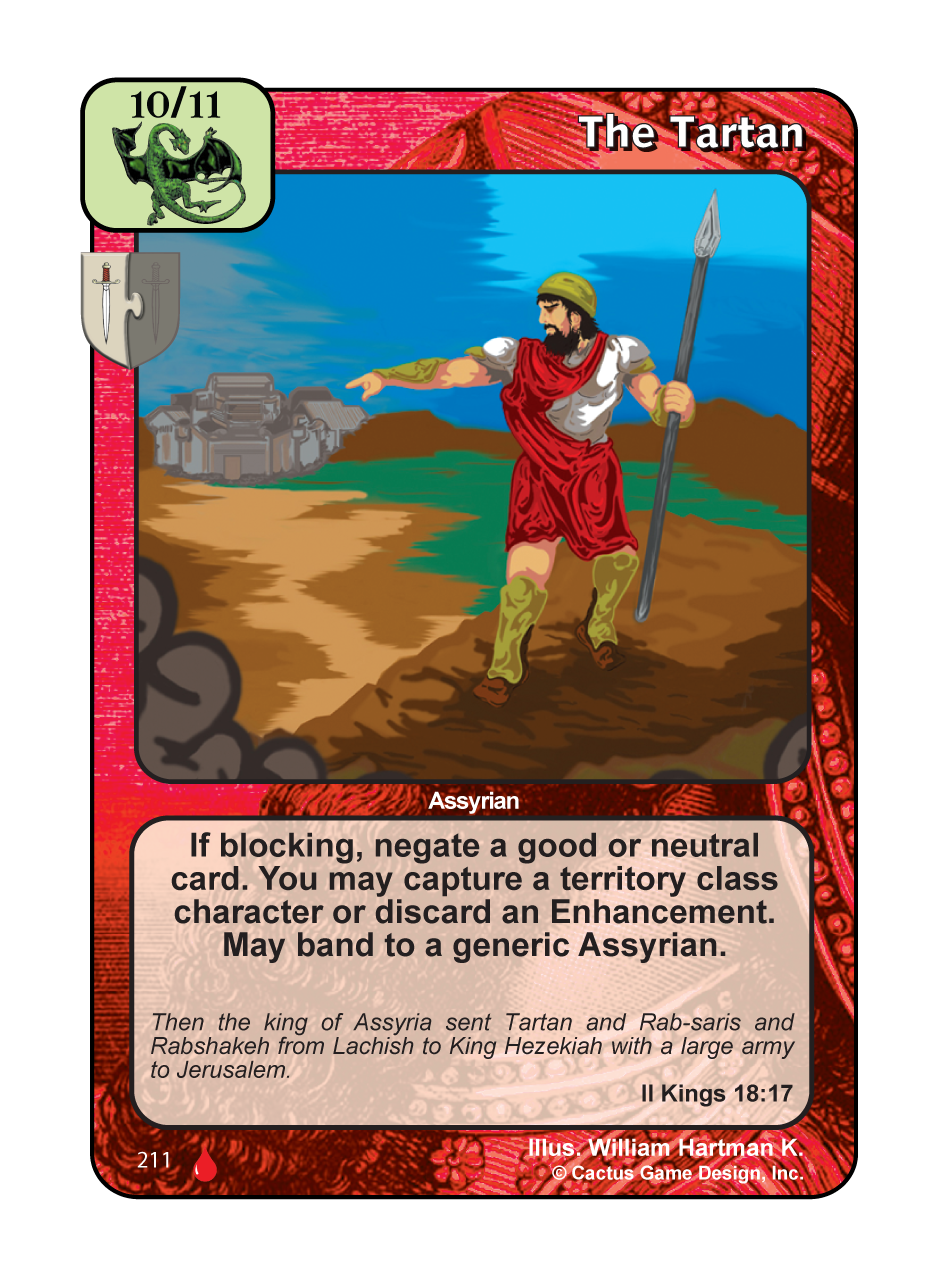 10/11
The Tartan
Assyrian
If blocking, negate a good or neutral
card. You may capture a territory class
character or discard an Enhancement.
May band to a generic Assyrian.
Then the king of Assyria sent Tartan and Rab-saris and
Rabshakeh from Lachish to King Hezekiah with a large army
to Jerusalem.
II Kings 18:17
211
Illus. William Hartman K.
© Cactus Game Design, Inc.